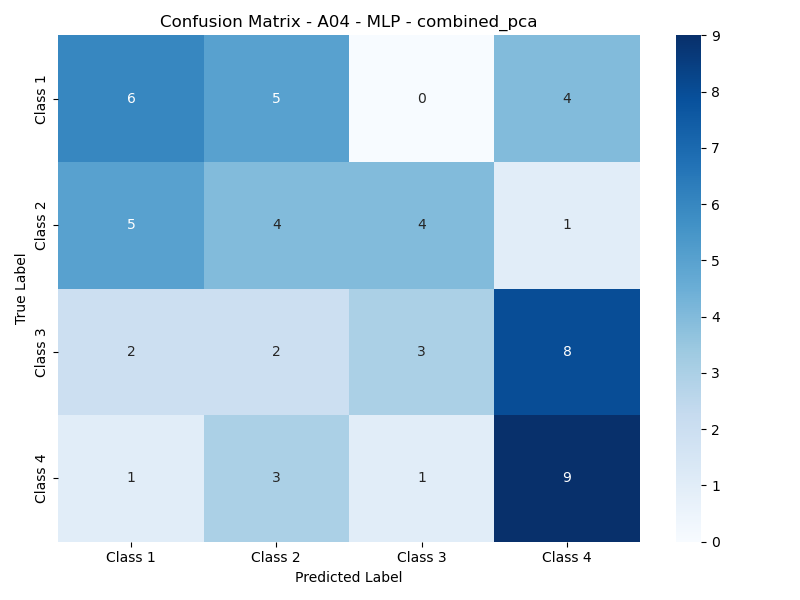 Confusion Matrix - A04 - MLP - combined_pca
True Label
Class 1
6 5 0 4
Class 2
5 4 4 1
Class 3
2 2 3 8
Class 4
1 3 1 9
Class 1 Class 2 Class 3 Class 4
Predicted Label
9
8
7
6
5
4
3
2
1
0